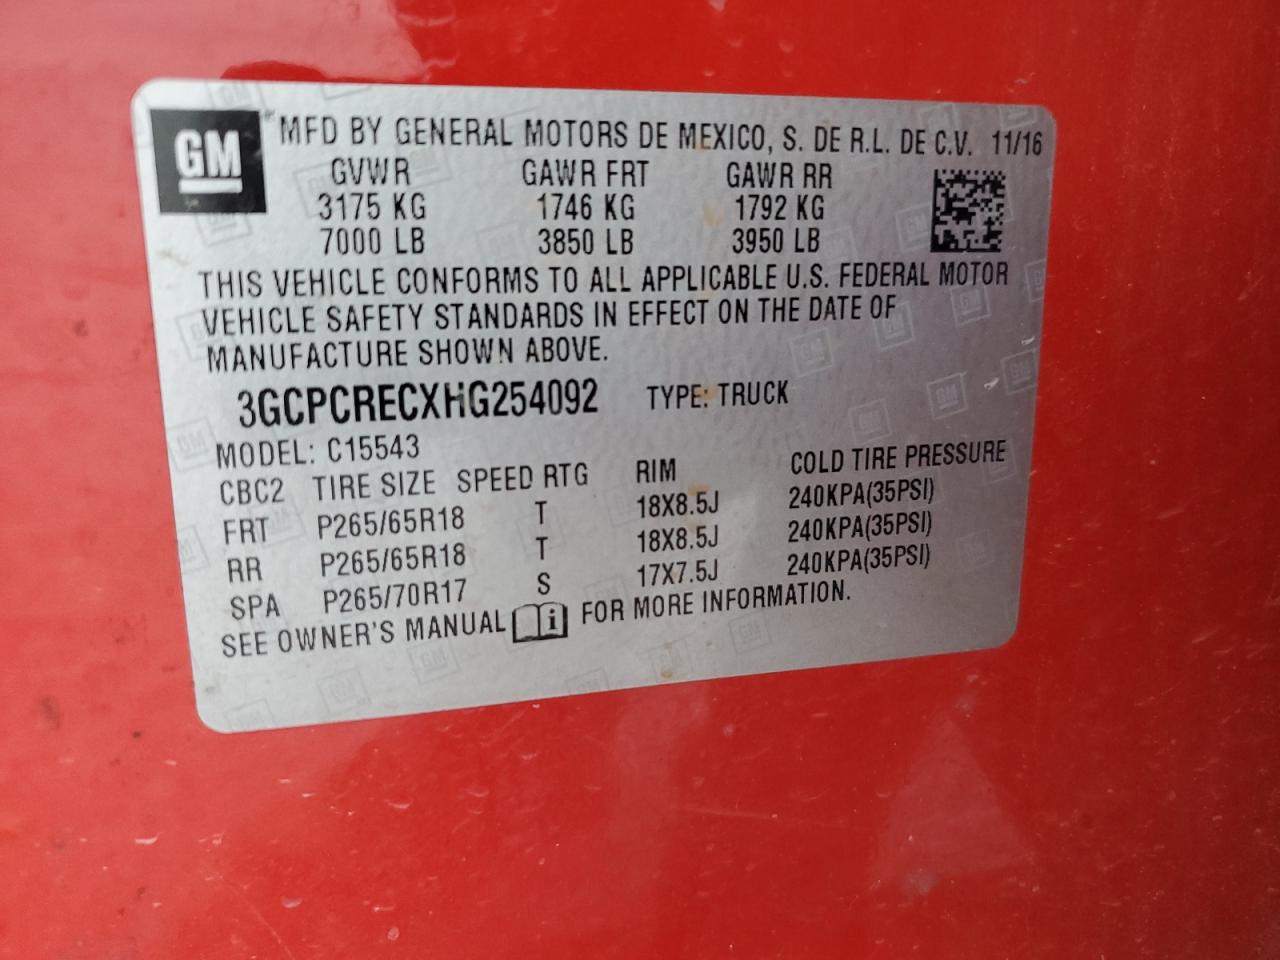 GM
MFD BY GENERAL MOTORS DE MEXICO, S. DE R.L. DE C.V. 11/16
GVWR GAWR FRT GAWR RR
3175 KG 1746 KG 1792 KG
7000 LB 3850 LB 3950 LB
THIS VEHICLE CONFORMS TO ALL APPLICABLE U.S. FEDERAL MOTOR
VEHICLE SAFETY STANDARDS IN EFFECT ON THE DATE OF
MANUFACTURE SHOWN ABOVE.
3GCPCRECXHG254092 TYPE: TRUCK
MODEL: C15543
CBC2 TIRE SIZE SPEED RTG RIM COLD TIRE PRESSURE
FRT P265/65R18 T 18X8.5J 240KPA(35PSI)
RR P265/65R18 T 18X8.5J 240KPA(35PSI)
SPA P265/70R17 S 17X7.5J 240KPA(35PSI)
SEE OWNER'S MANUAL i FOR MORE INFORMATION.